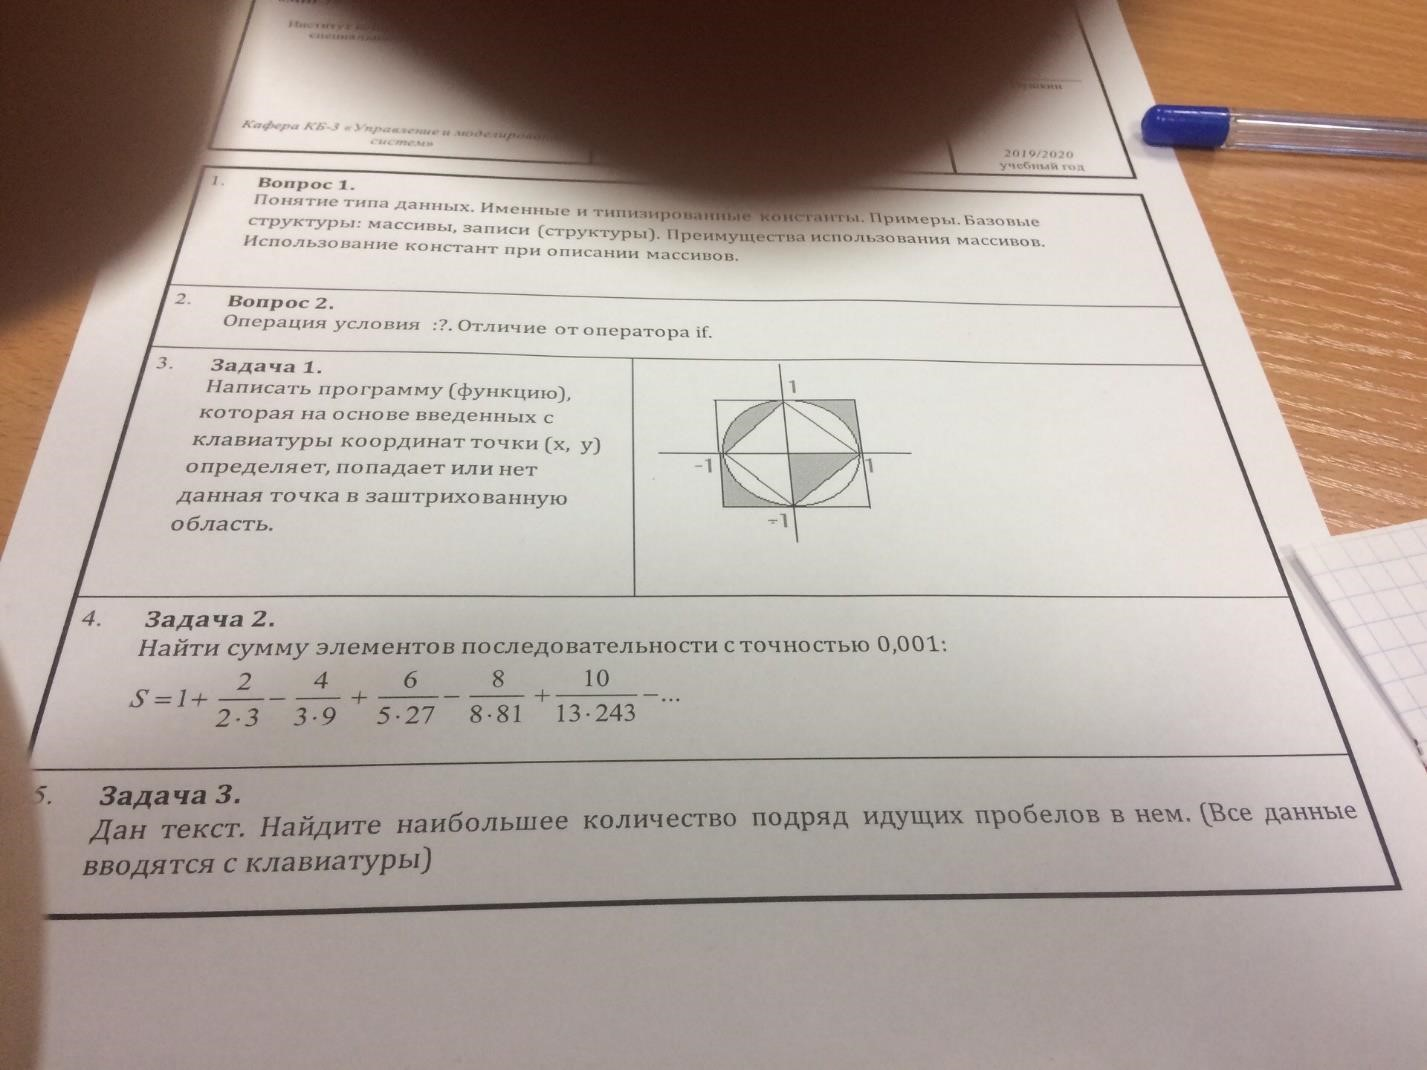 Кафера КБ-3 «Управление и
систем»
2019/2020
учебный год
1. Вопрос 1.
Понятие типа данных. Именные и типизированные константы. Примеры. Базовые
структуры: массивы, записи (структуры). Преимущества использования массивов.
Использование констант при описании массивов.
2. Вопрос 2.
Операция условия :?. Отличие от оператора if.
3. Задача 1.
Написать программу (функцию),
которая на основе введенных с
клавиатуры координат точки (x, y)
определяет, попадает или нет
данная точка в заштрихованную
область.
1
-1 1
-1
4. Задача 2.
Найти сумму элементов последовательности с точностью 0,001:
S = 1 + 2/(2·3) − 4/(3·9) + 6/(5·27) − 8/(8·81) + 10/(13·243) − ...
5. Задача 3.
Дан текст. Найдите наибольшее количество подряд идущих пробелов в нем. (Все данные
вводятся с клавиатуры)